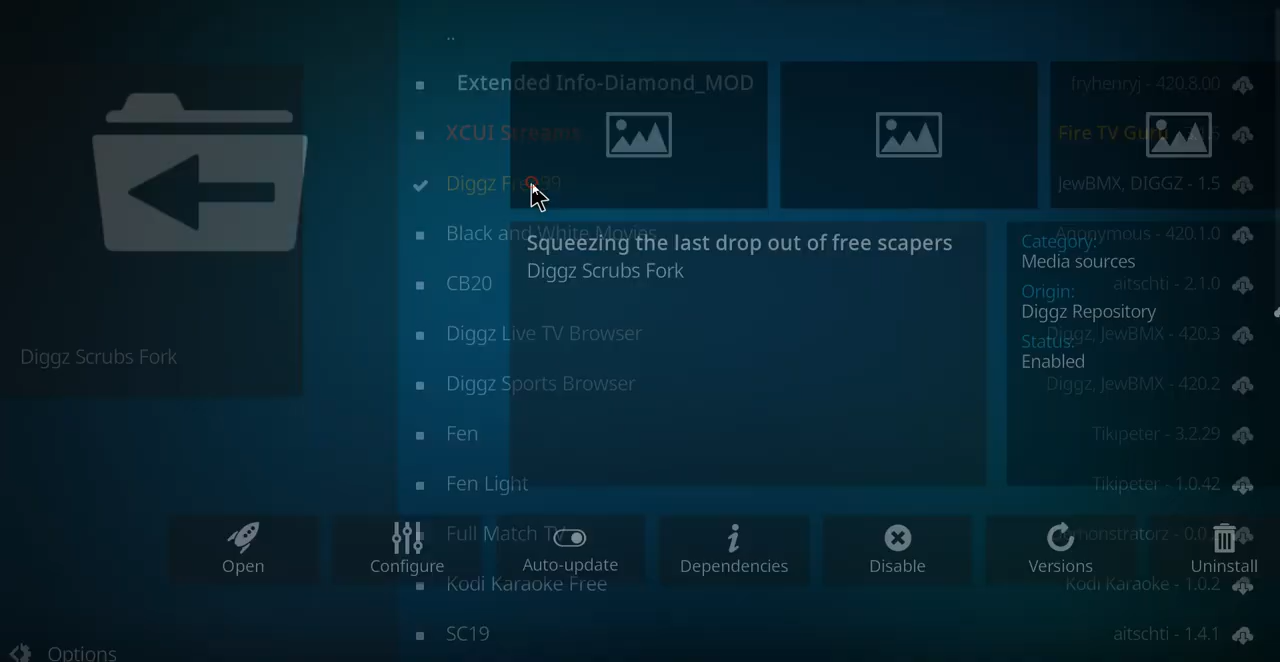 ..
Extended Info-Diamond_MOD
fryhenryj - 420.8.00
XCUI Streams
Fire TV Guru
Diggz
JewBMX, DIGGZ - 1.5
Black and White Movies
Anonymous - 420.1.0
Squeezing the last drop out of free scapers
Diggz Scrubs Fork
Category:
Media sources
CB20
aitschti - 2.1.0
Origin:
Diggz Repository
Diggz Live TV Browser
Diggz, JewBMX - 420.3
Status:
Enabled
Diggz Scrubs Fork
Diggz Sports Browser
Diggz, JewBMX - 420.2
Fen
Tikipeter - 3.2.29
Fen Light
Tikipeter - 1.0.42
Full Match TV
Open
Configure
Auto-update
Dependencies
Disable
Versions
Uninstall
Kodi Karaoke Free
Kodi Karaoke - 1.0.2
SC19
aitschti - 1.4.1
Options